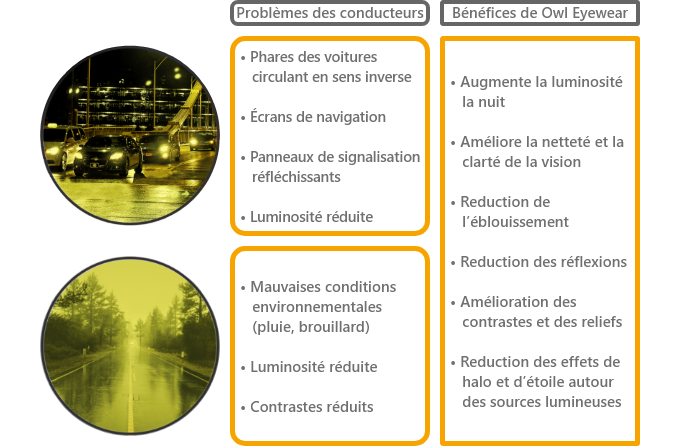 Problèmes des conducteurs
Bénéfices de Owl Eyewear
• Phares des voitures
circulant en sens inverse
• Écrans de navigation
• Panneaux de signalisation
réfléchissants
• Luminosité réduite
• Mauvaises conditions
environnementales
(pluie, brouillard)
• Luminosité réduite
• Contrastes réduits
• Augmente la luminosité
la nuit
• Améliore la netteté et la
clarté de la vision
• Reduction de
l’éblouissement
• Reduction des réflexions
• Amélioration des
contrastes et des reliefs
• Reduction des effets de
halo et d’étoile autour
des sources lumineuses